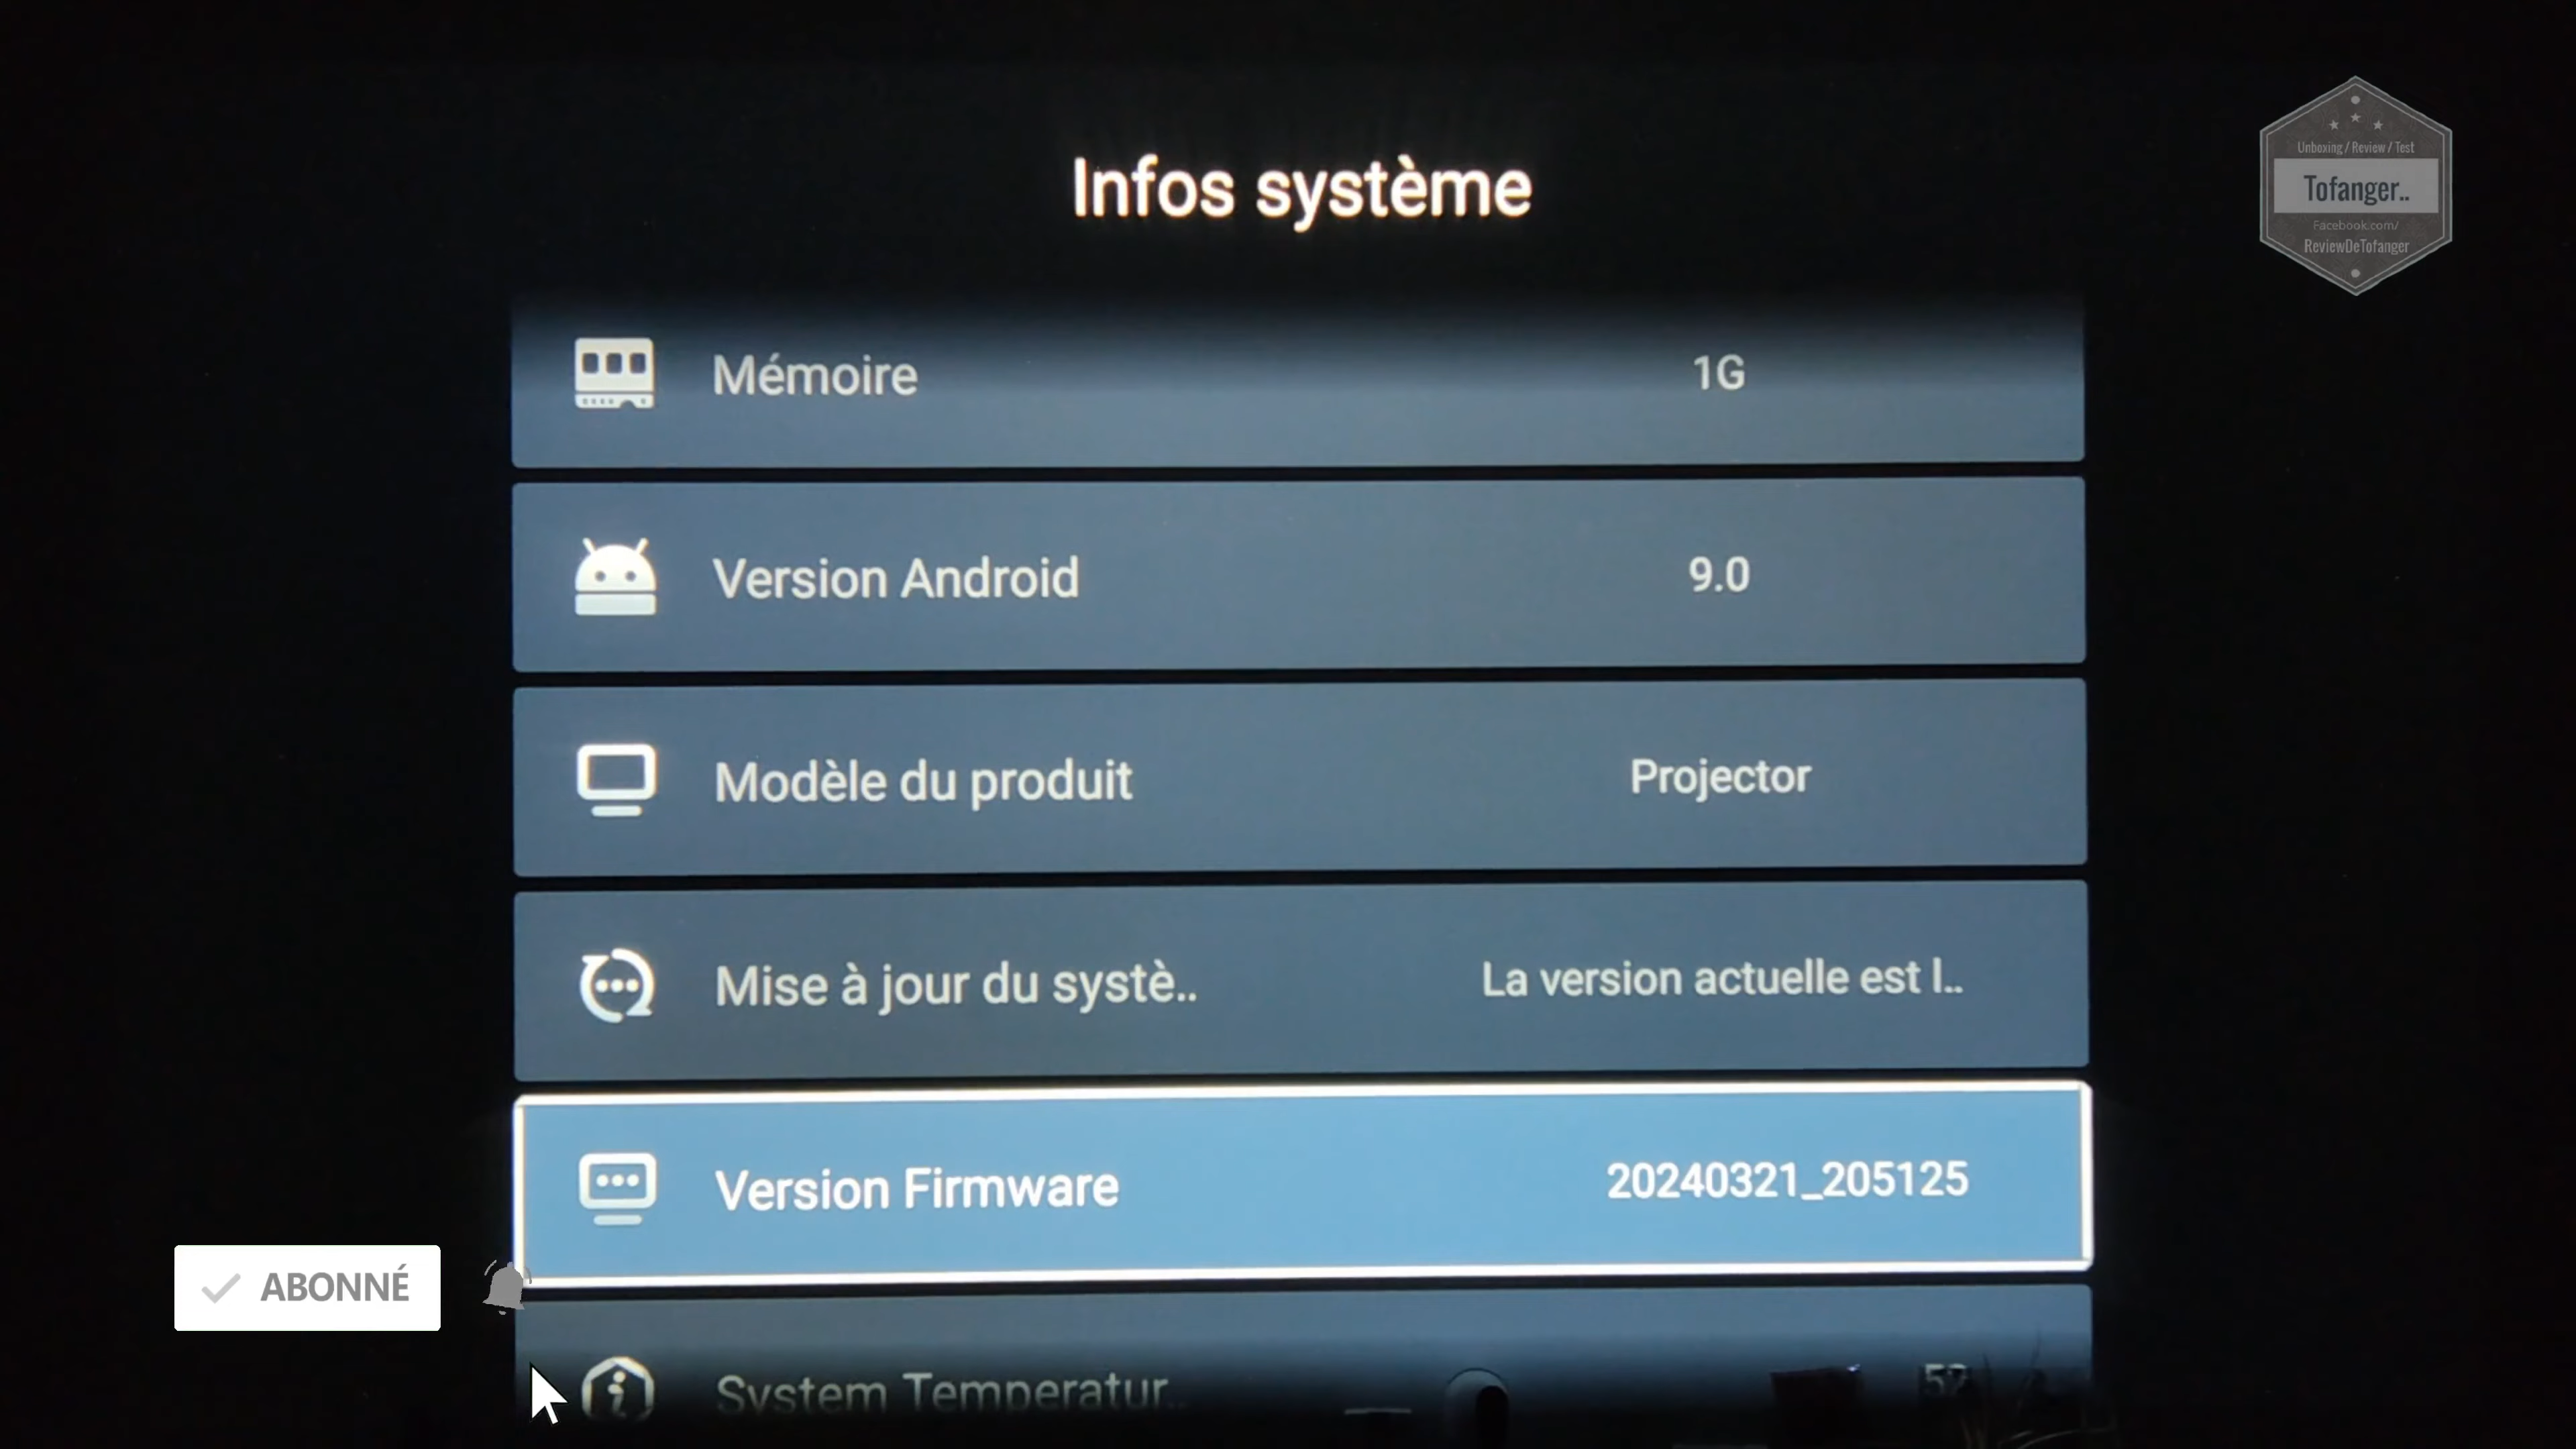 Infos système
Unbozing / Review / Test
Tofanger..
Facebook.com/
ReviewDeTofanger
Mémoire 1G
Version Android 9.0
Modèle du produit Projector
Mise à jour du systè.. La version actuelle est l..
Version Firmware 20240321_205125
ABONNÉ
System Temperatur..